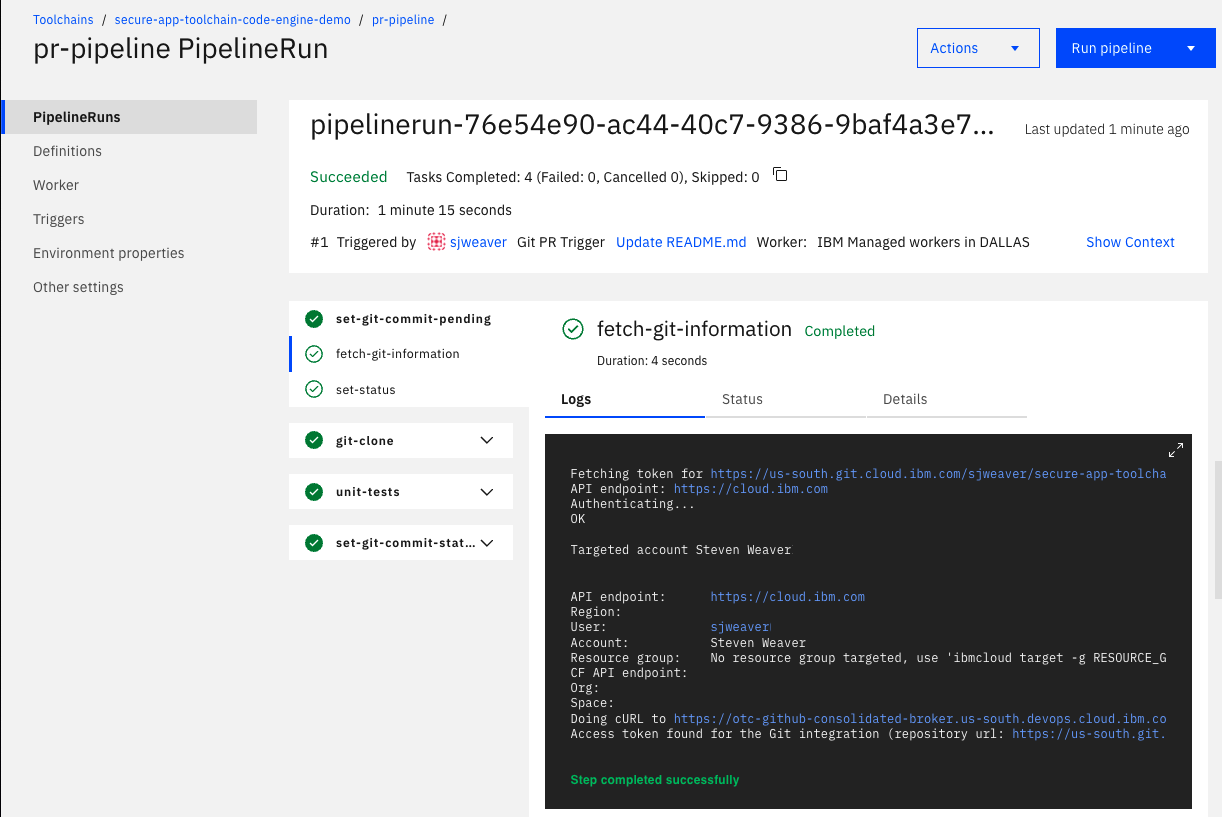 Toolchains / secure-app-toolchain-code-engine-demo / pr-pipeline /
pr-pipeline PipelineRun
Actions
Run pipeline
PipelineRuns
Definitions
Worker
Triggers
Environment properties
Other settings
pipelinerun-76e54e90-ac44-40c7-9386-9baf4a3e7...
Last updated 1 minute ago
Succeeded Tasks Completed: 4 (Failed: 0, Cancelled 0), Skipped: 0
Duration: 1 minute 15 seconds
#1 Triggered by sjweaver Git PR Trigger Update README.md Worker: IBM Managed workers in DALLAS Show Context
set-git-commit-pending
fetch-git-information
set-status
git-clone
unit-tests
set-git-commit-stat...
fetch-git-information Completed
Duration: 4 seconds
Logs Status Details
Fetching token for https://us-south.git.cloud.ibm.com/sjweaver/secure-app-toolcha
API endpoint: https://cloud.ibm.com
Authenticating...
OK
Targeted account Steven Weaver
API endpoint: https://cloud.ibm.com
Region:
User: sjweaver
Account: Steven Weaver
Resource group: No resource group targeted, use 'ibmcloud target -g RESOURCE_G
CF API endpoint:
Org:
Space:
Doing cURL to https://otc-github-consolidated-broker.us-south.devops.cloud.ibm.co
Access token found for the Git integration (repository url: https://us-south.git.
Step completed successfully